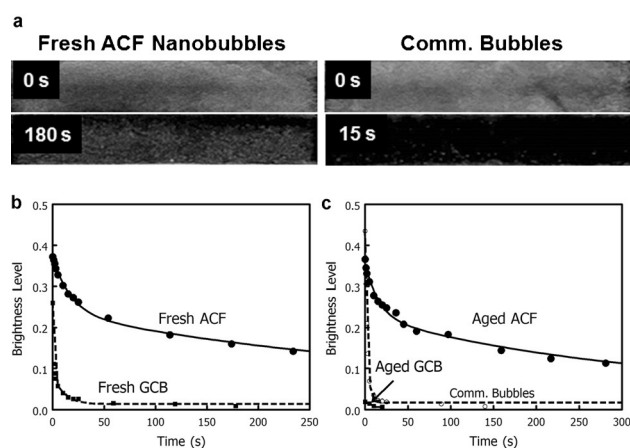 a
Fresh ACF Nanobubbles
Comm. Bubbles
0 s
0 s
180 s
15 s
b
c
0.5
0.4
0.3
0.2
0.1
0.0
Brightness Level
Fresh ACF
Fresh GCB
0
50
100
150
200
250
Time (s)
0.5
0.4
0.3
0.2
0.1
0.0
Brightness Level
Aged ACF
Aged GCB
Comm. Bubbles
0
50
100
150
200
250
300
Time (s)